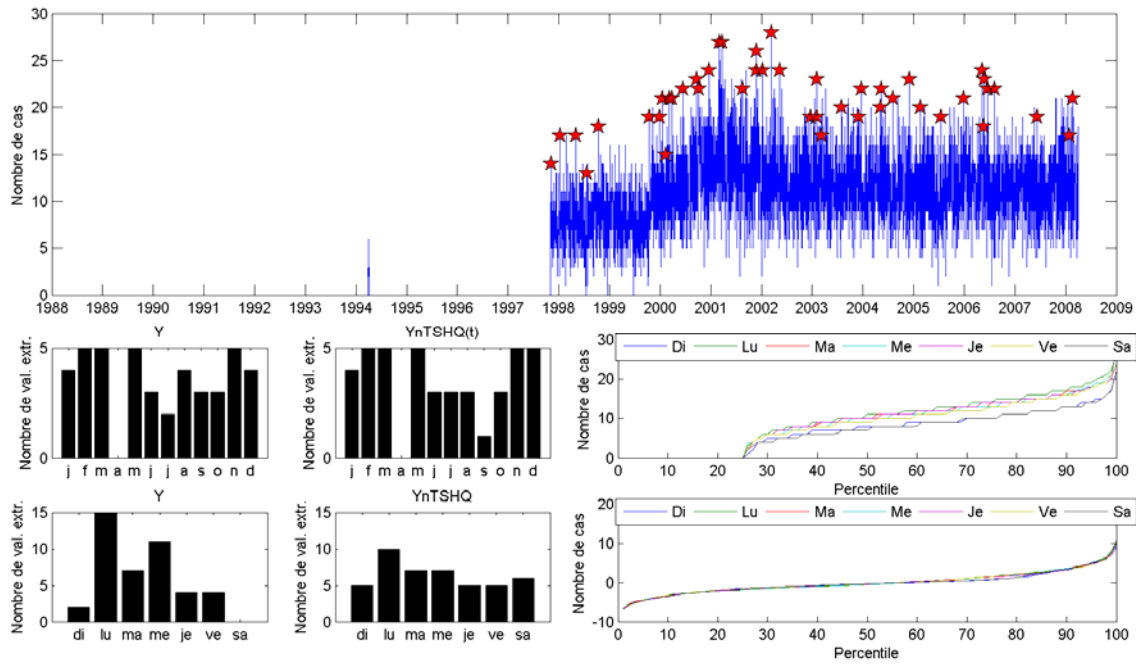 Nombre de cas
30
25
20
15
10
5
0
1988 1989 1990 1991 1992 1993 1994 1995 1996 1997 1998 1999 2000 2001 2002 2003 2004 2005 2006 2007 2008 2009
Y
Nombre de val. extr.
5
0
j f m a m j j a s o n d
YnTSHQ(t)
Nombre de val. extr.
5
0
j f m a m j j a s o n d
Di Lu Ma Me Je Ve Sa
Nombre de cas
30
20
10
0
0 10 20 30 40 50 60 70 80 90 100
Percentile
Y
Nombre de val. extr.
15
10
5
0
di lu ma me je ve sa
YnTSHQ
Nombre de val. extr.
15
10
5
0
di lu ma me je ve sa
Di Lu Ma Me Je Ve Sa
Nombre de cas
20
10
0
-10
0 10 20 30 40 50 60 70 80 90 100
Percentile